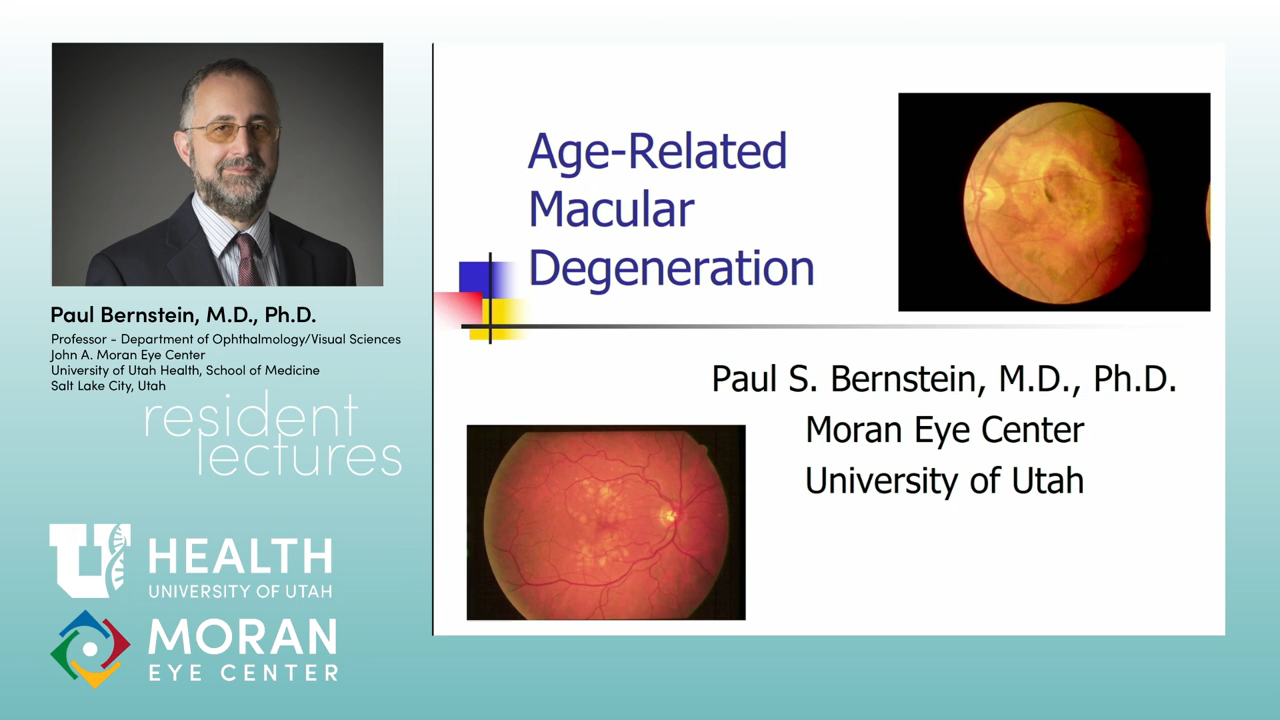 Paul Bernstein, M.D., Ph.D.
Professor - Department of Ophthalmology/Visual Sciences
John A. Moran Eye Center
University of Utah Health, School of Medicine
Salt Lake City, Utah
resident
lectures
U HEALTH
UNIVERSITY OF UTAH
MORAN
EYE CENTER
Age-Related
Macular
Degeneration
Paul S. Bernstein, M.D., Ph.D.
Moran Eye Center
University of Utah